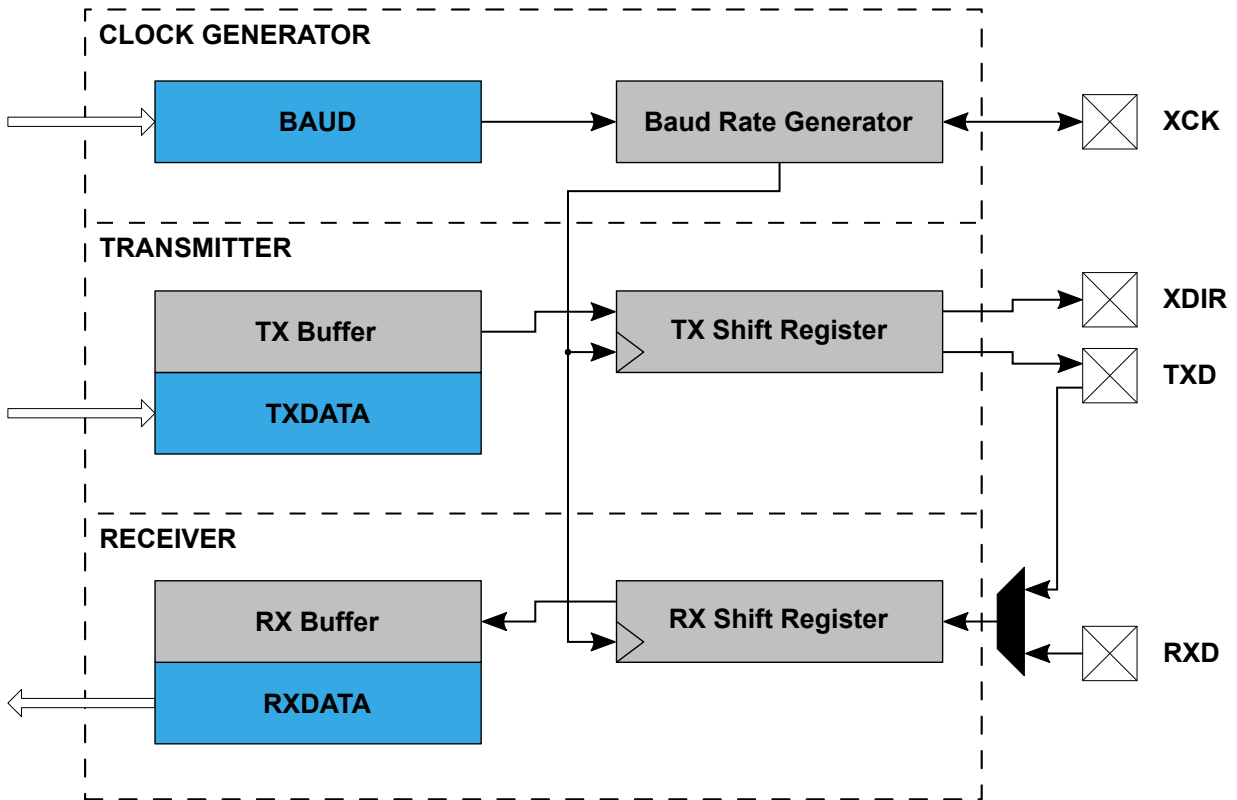 CLOCK GENERATOR
BAUD
Baud Rate Generator
XCK
TRANSMITTER
TX Buffer
TX Shift Register
XDIR
TXD
TXDATA
RECEIVER
RX Buffer
RX Shift Register
RXD
RXDATA